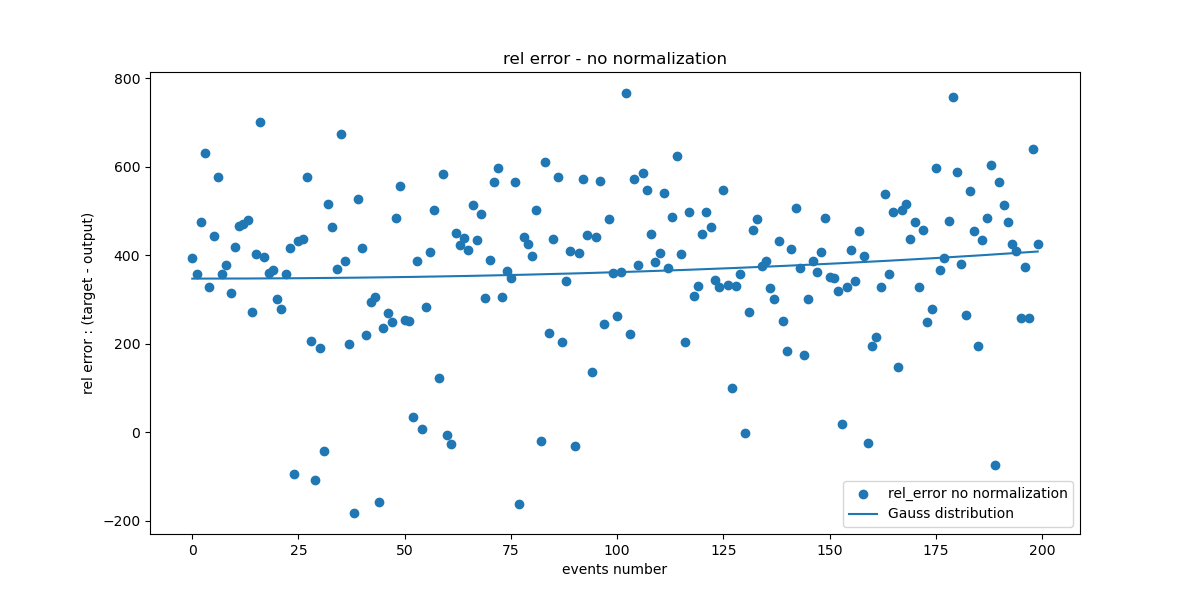 rel error - no normalization
800
600
400
200
0
−200
rel error : (target - output)
0 25 50 75 100 125 150 175 200
events number
rel_error no normalization
Gauss distribution